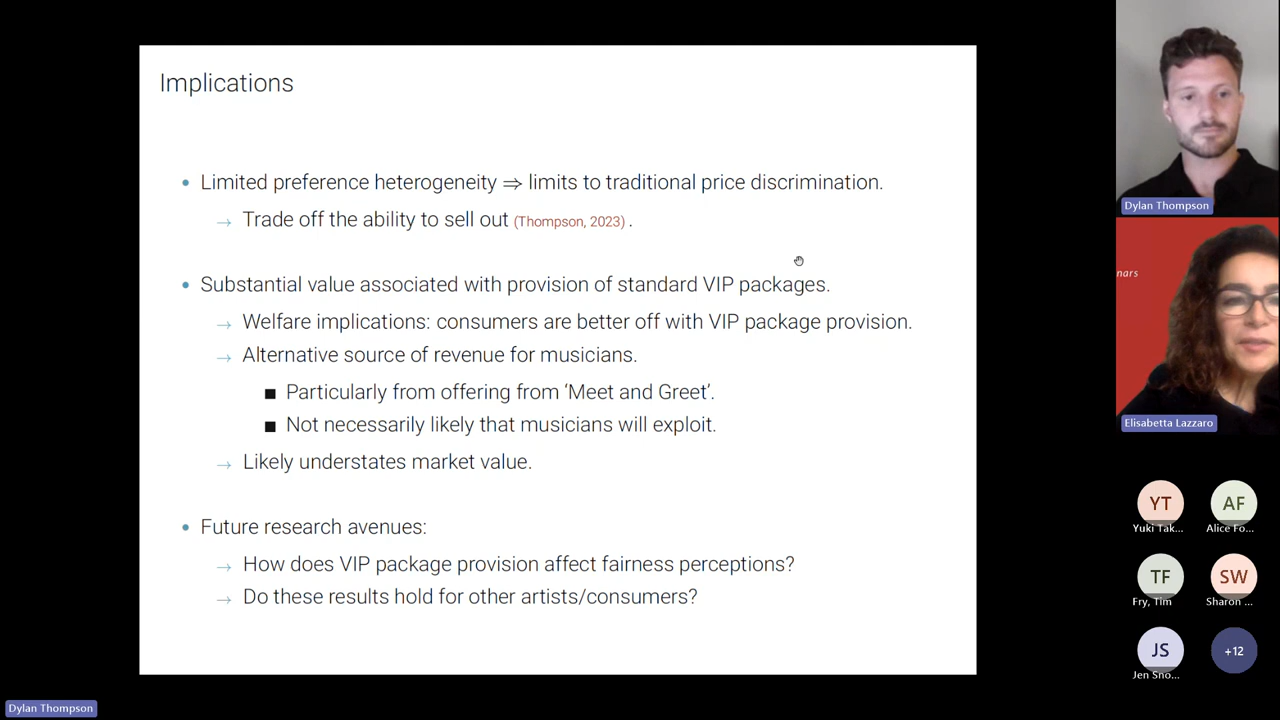 Implications
• Limited preference heterogeneity ⇒ limits to traditional price discrimination.
→ Trade off the ability to sell out (Thompson, 2023) .
• Substantial value associated with provision of standard VIP packages.
→ Welfare implications: consumers are better off with VIP package provision.
→ Alternative source of revenue for musicians.
■ Particularly from offering from ‘Meet and Greet’.
■ Not necessarily likely that musicians will exploit.
→ Likely understates market value.
• Future research avenues:
→ How does VIP package provision affect fairness perceptions?
→ Do these results hold for other artists/consumers?
Dylan Thompson
nars
Elisabetta Lazzaro
YT AF
Yuki Tak... Alice Fo...
TF SW
Fry, Tim Sharon ...
JS +12
Jen Sno...
Dylan Thompson